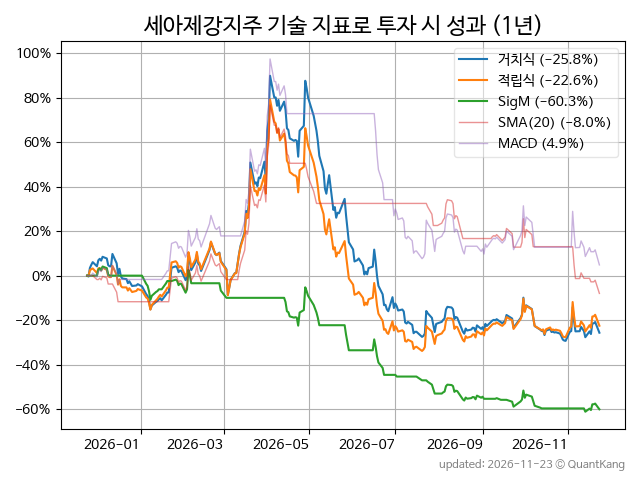 세아제강지주 기술 지표로 투자 시 성과 (1년)
거치식 (−25.8%)
적립식 (−22.6%)
SigM (−60.3%)
SMA(20) (−8.0%)
MACD (4.9%)
100%
80%
60%
40%
20%
0%
−20%
−40%
−60%
2026-01 2026-03 2026-05 2026-07 2026-09 2026-11
updated: 2026-11-23 © QuantKang